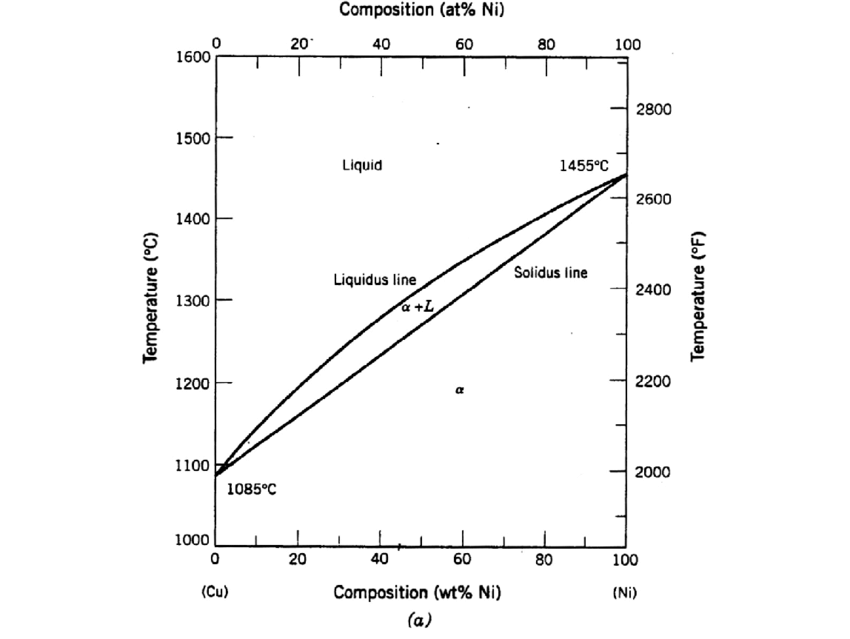 Composition (at% Ni)
0 20 40 60 80 100
1600
1500
1400
1300
1200
1100
1000
Temperature (°C)
2800
2600
2400
2200
2000
Temperature (°F)
Liquid
1455°C
Liquidus line
Solidus line
α + L
α
1085°C
0 20 40 60 80 100
(Cu) Composition (wt% Ni) (Ni)
(a)